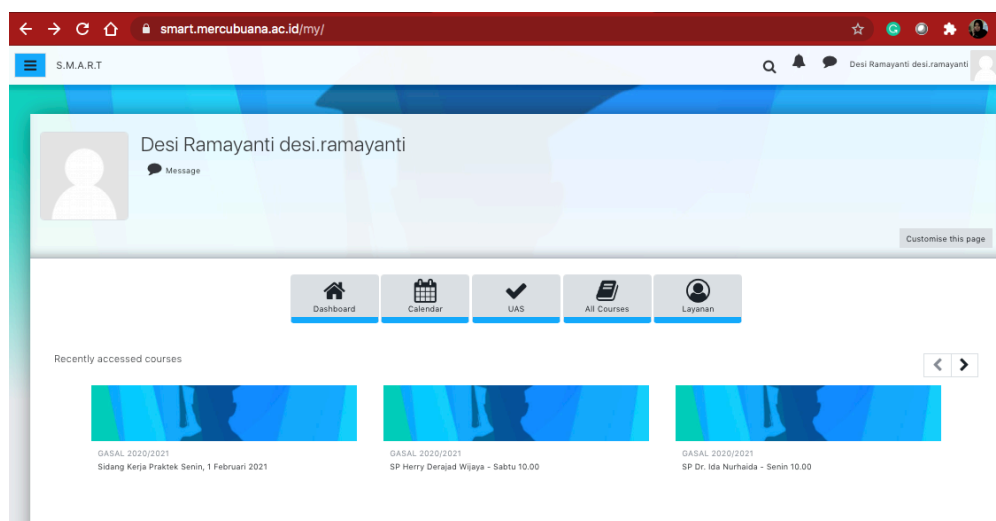 smart.mercubuana.ac.id/my/
S.M.A.R.T
Desi Ramayanti desi.ramayanti
Desi Ramayanti desi.ramayanti
Message
Customise this page
Dashboard
Calendar
UAS
All Courses
Layanan
Recently accessed courses
GASAL 2020/2021
Sidang Kerja Praktek Senin, 1 Februari 2021
GASAL 2020/2021
SP Herry Derajad Wijaya - Sabtu 10.00
GASAL 2020/2021
SP Dr. Ida Nurhaida - Senin 10.00